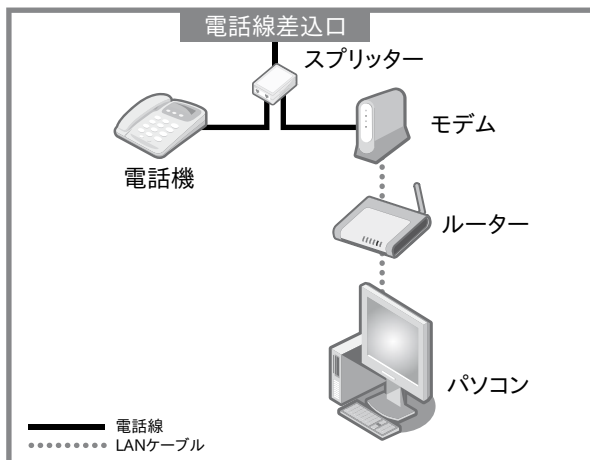 電話線差込口
スプリッター
モデム
電話機
ルーター
パソコン
電話線
LANケーブル